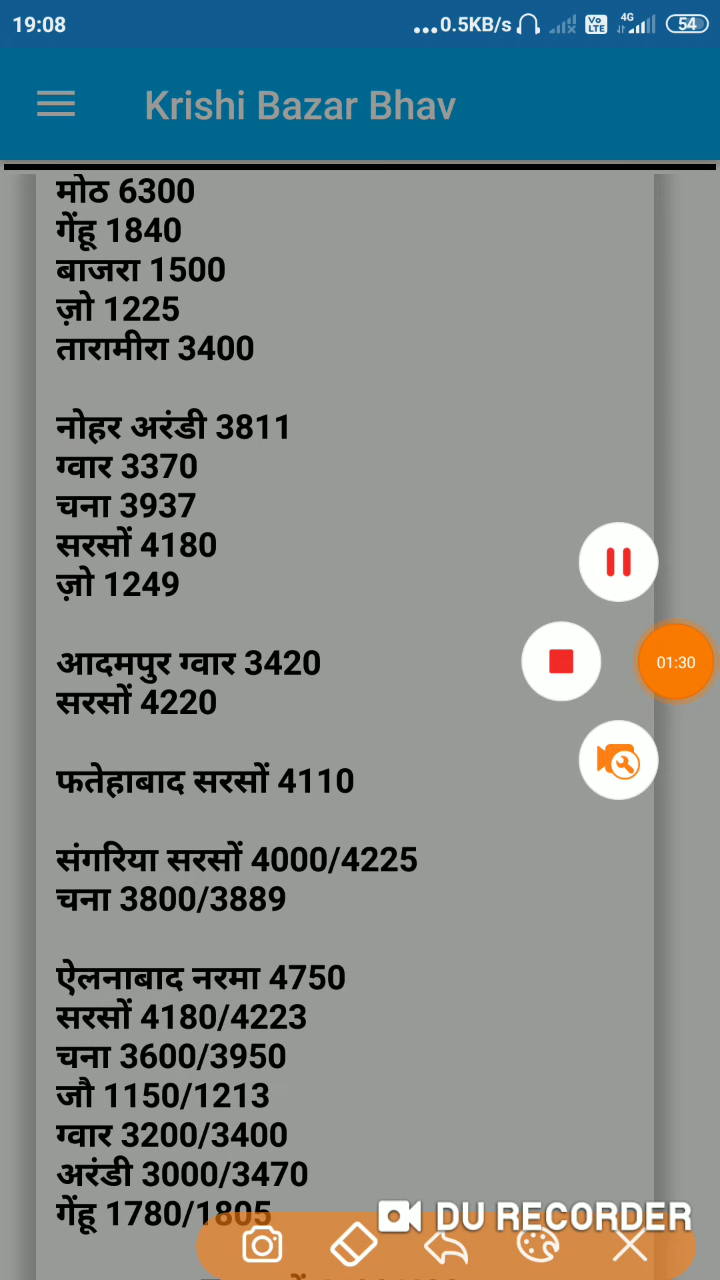 19:08
...0.5KB/s
Vo LTE
4G
54
Krishi Bazar Bhav
मोठ 6300
गेंहू 1840
बाजरा 1500
ज़ो 1225
तारामीरा 3400
नोहर अरंडी 3811
ग्वार 3370
चना 3937
सरसों 4180
ज़ो 1249
आदमपुर ग्वार 3420
सरसों 4220
फतेहाबाद सरसों 4110
संगरिया सरसों 4000/4225
चना 3800/3889
ऐलनाबाद नरमा 4750
सरसों 4180/4223
चना 3600/3950
जौ 1150/1213
ग्वार 3200/3400
अरंडी 3000/3470
गेंहू 1780/1805
01:30
DU RECORDER